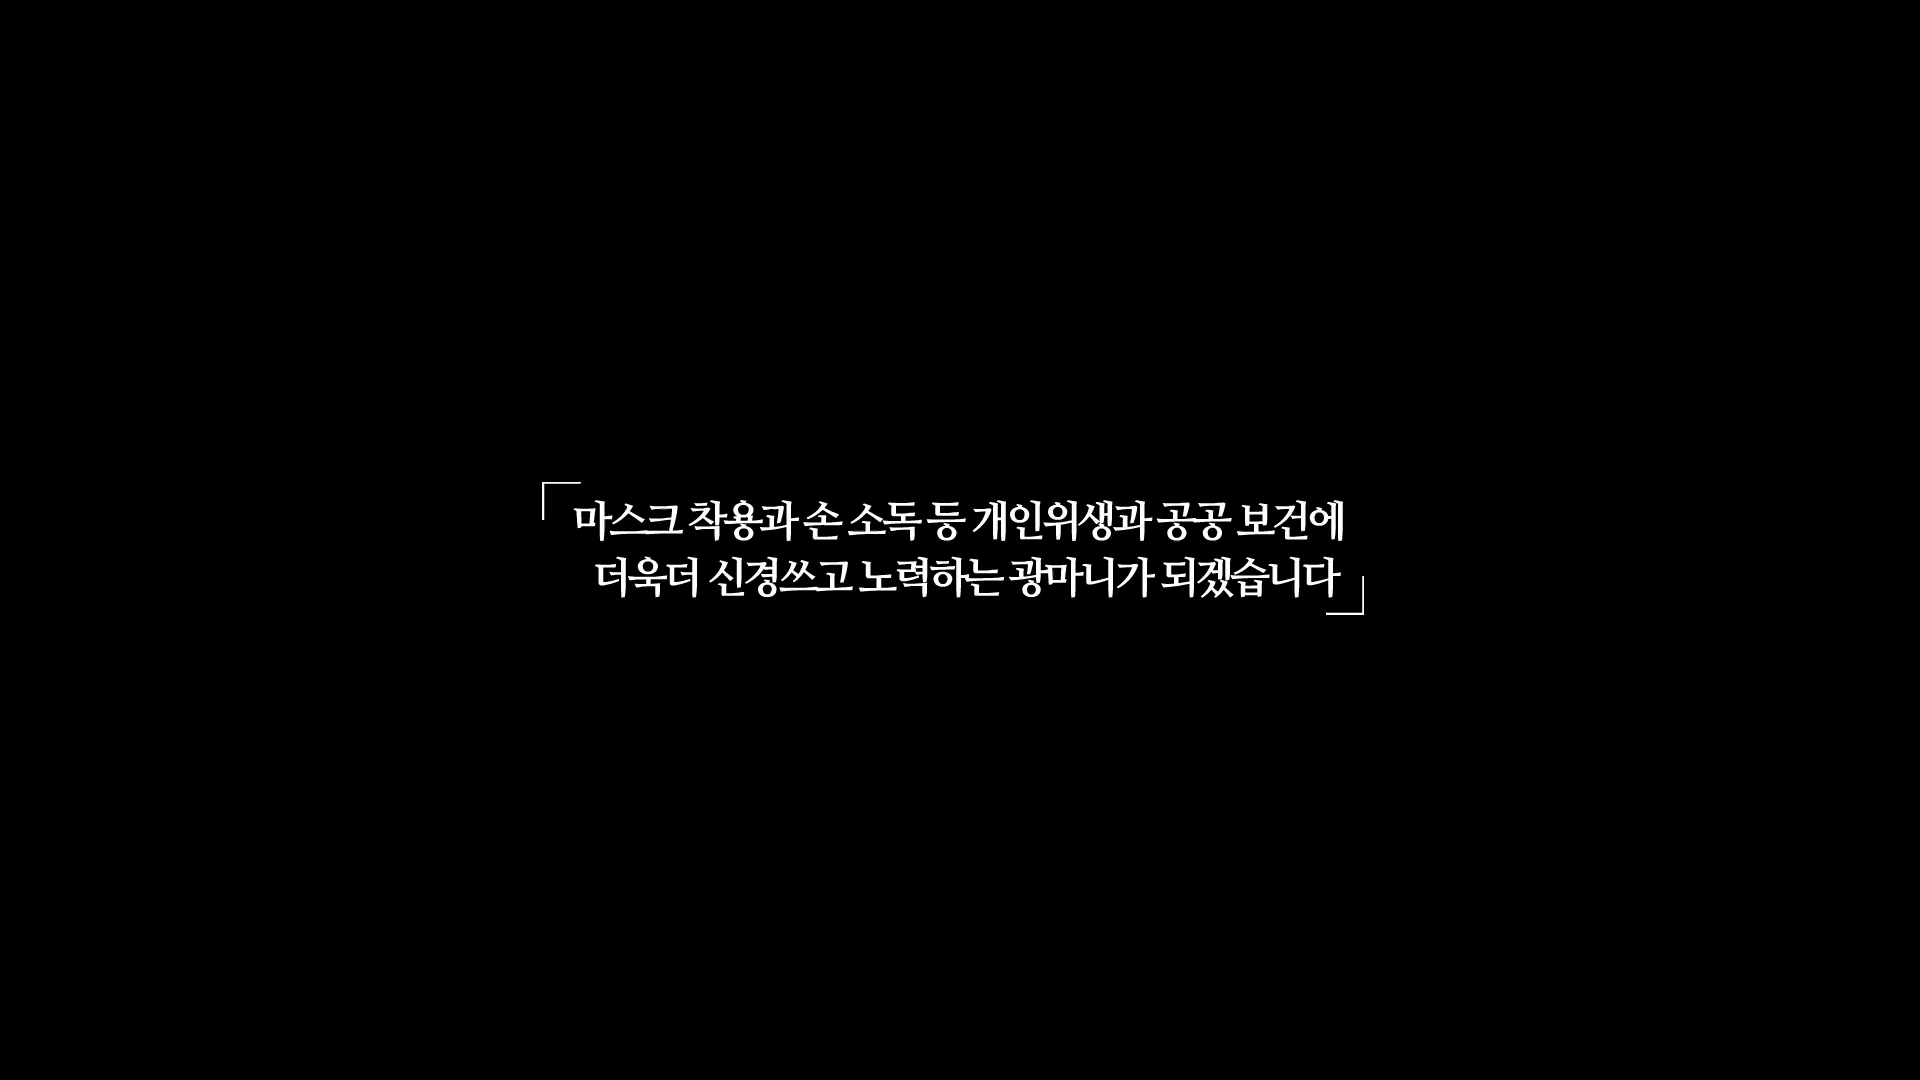 마스크 착용과 손 소독 등 개인위생과 공공 보건에
더욱더 신경쓰고 노력하는 광마니가 되겠습니다